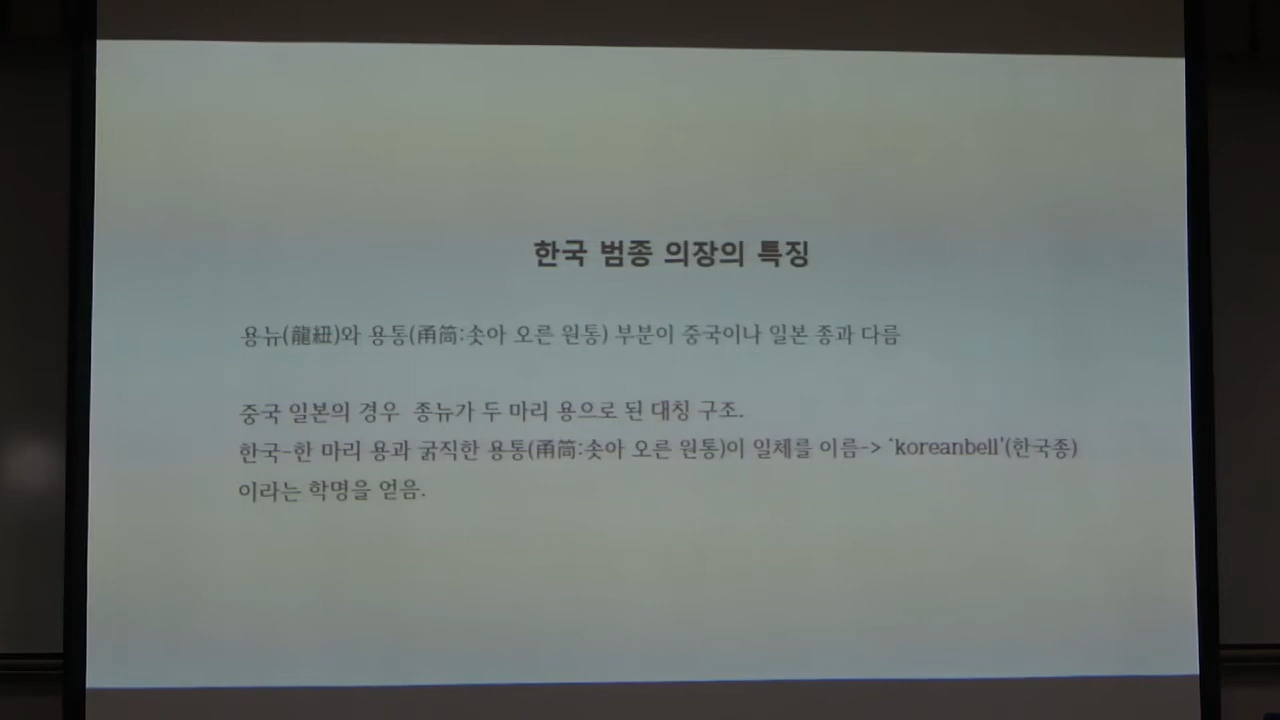 한국 범종 의장의 특징
용뉴(龍紐)와 용통(甬筒:솟아 오른 원통) 부분이 중국이나 일본 종과 다름
중국 일본의 경우 종뉴가 두 마리 용으로 된 대칭 구조.
한국-한 마리 용과 굵직한 용통(甬筒:솟아 오른 원통)이 일체를 이름-> ‘koreanbell’(한국종)
이라는 학명을 얻음.